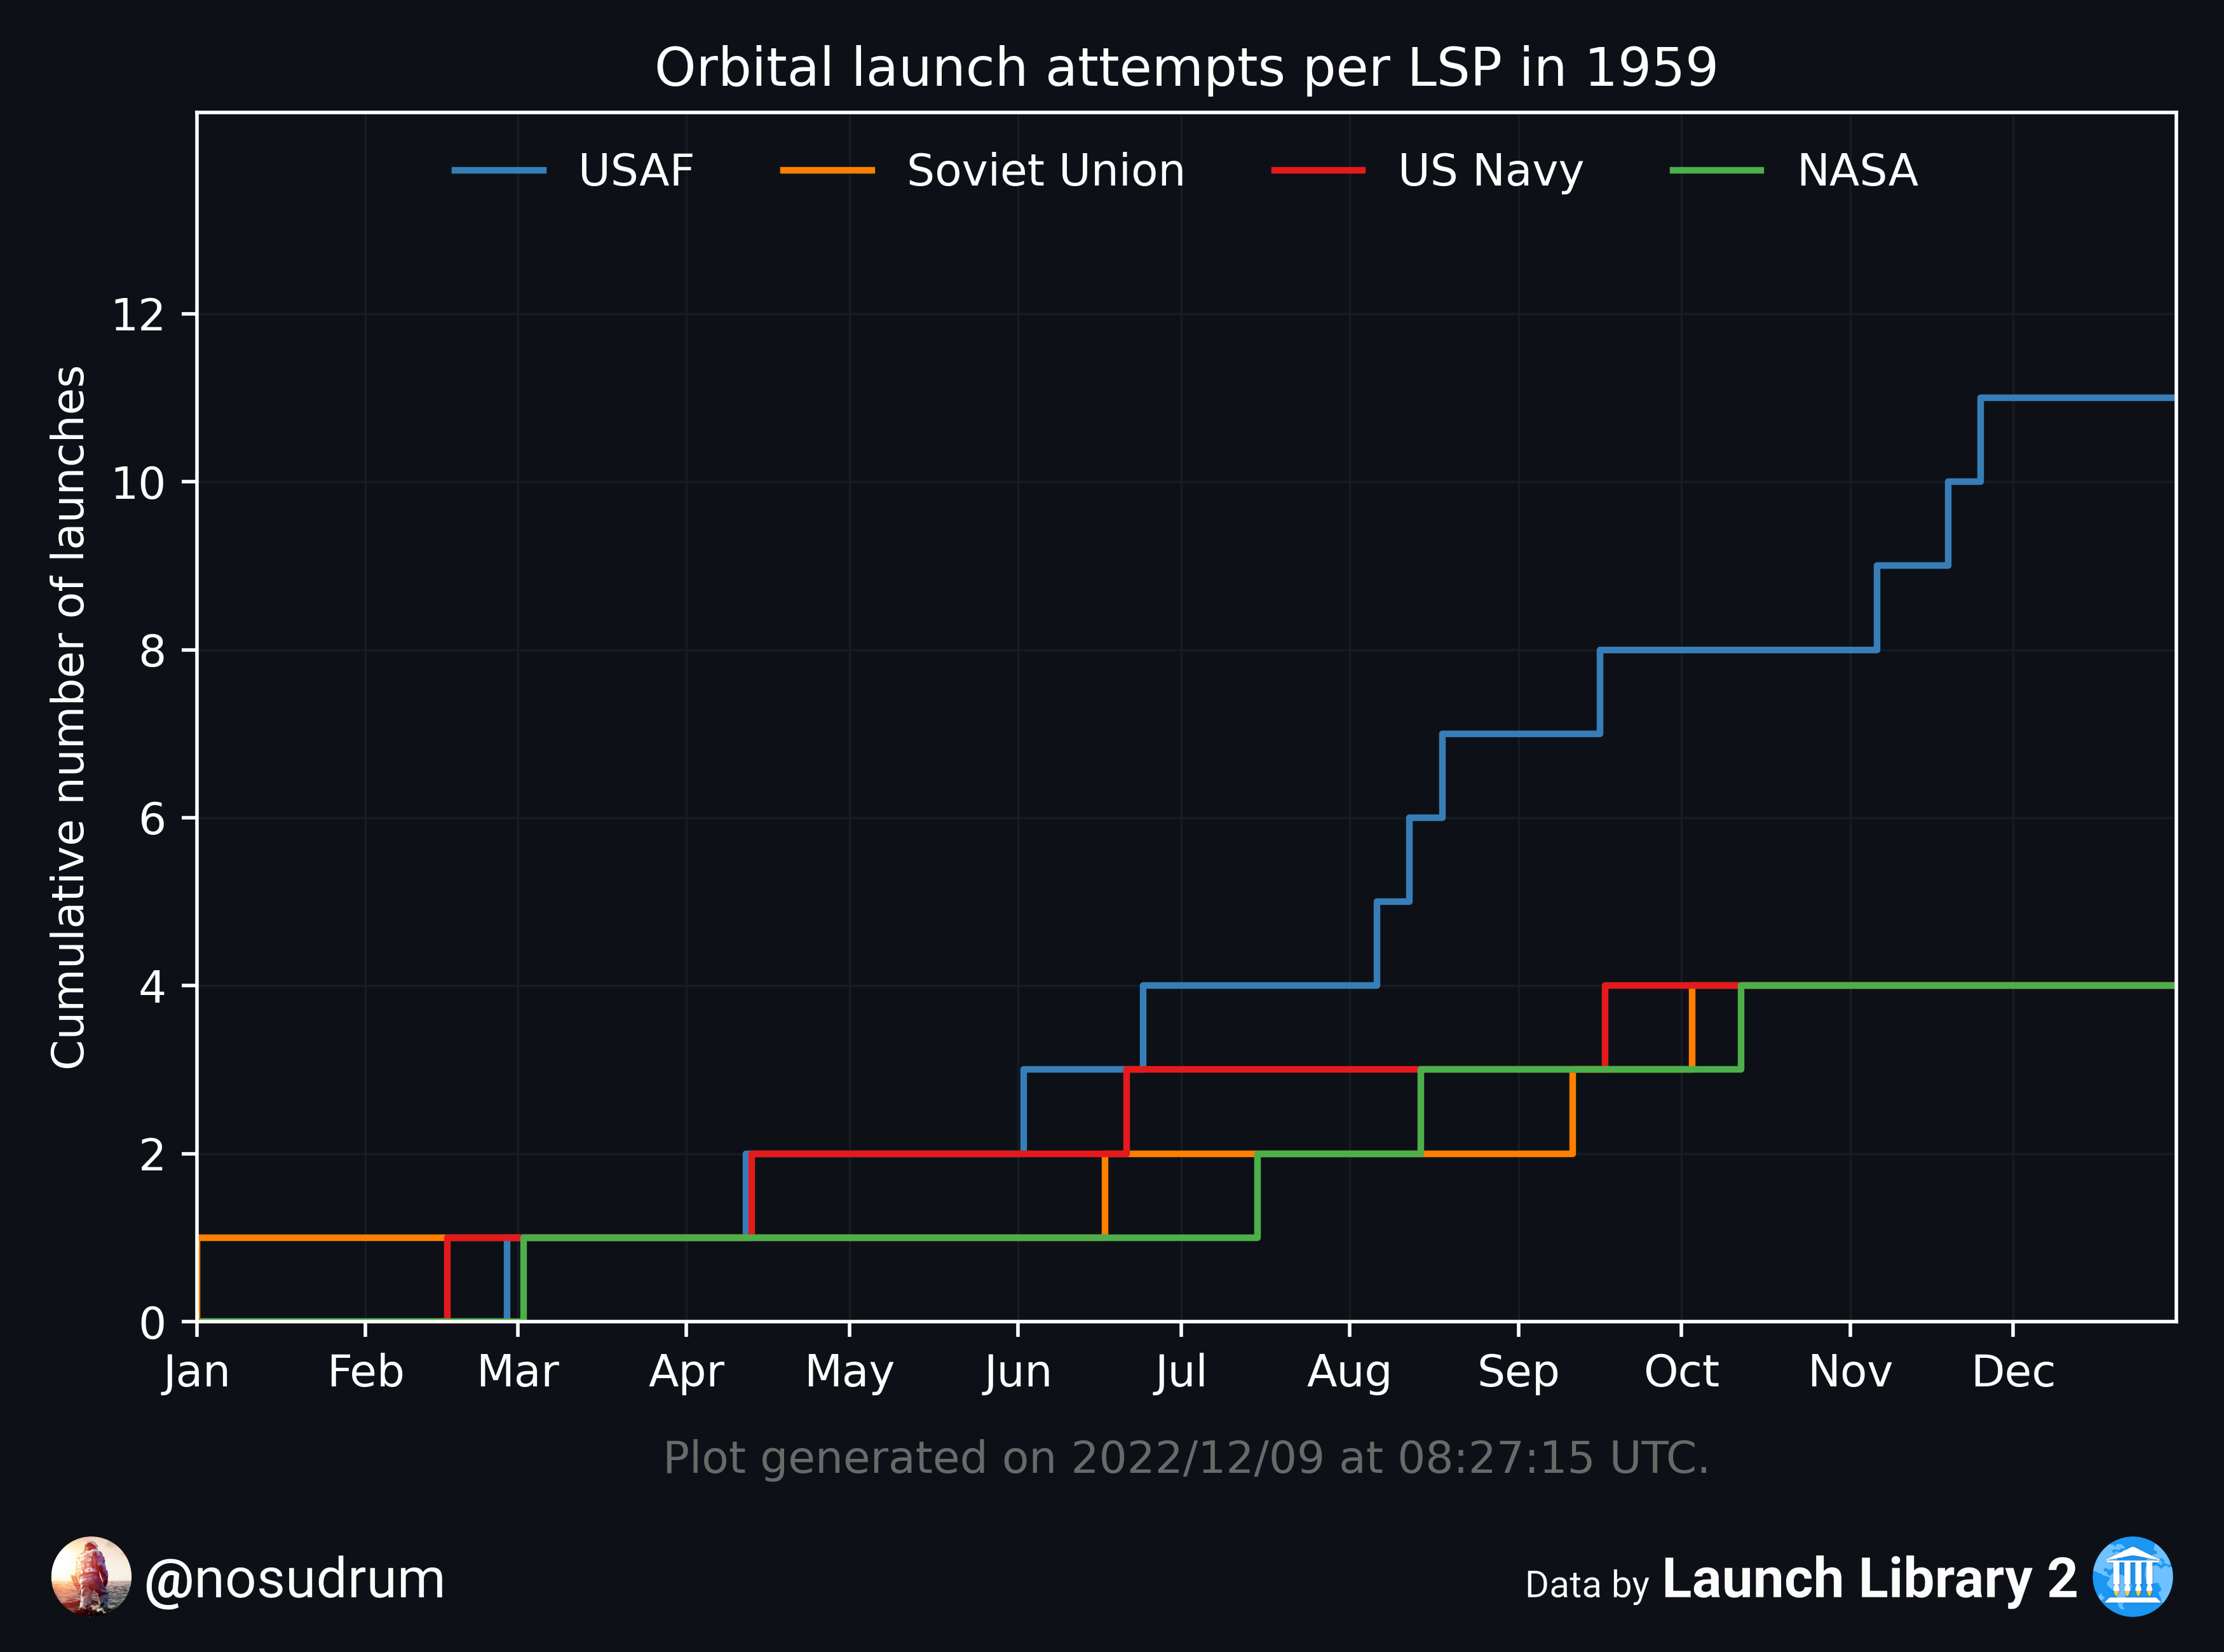 Orbital launch attempts per LSP in 1959
USAF Soviet Union US Navy NASA
Cumulative number of launches
12
10
8
6
4
2
0
Jan Feb Mar Apr May Jun Jul Aug Sep Oct Nov Dec
Plot generated on 2022/12/09 at 08:27:15 UTC.
@nosudrum
Data by Launch Library 2